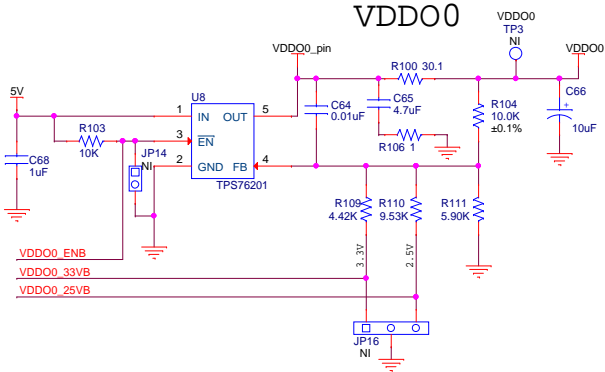 VDDO0
VDDO0_pin
VDDO0
TP3
NI
VDDO0
R100 30.1
5V
U8
C64
0.01uF
C65
4.7uF
R104
10.0K
±0.1%
C66
+
10uF
1
IN
OUT
5
R103
10K
3
EN
R106 1
C68
1uF
JP14
NI
2
GND
FB
4
TPS76201
R109
4.42K
R110
9.53K
R111
5.90K
VDDO0_ENB
3.3V
2.5V
VDDO0_33VB
VDDO0_25VB
JP16
NI